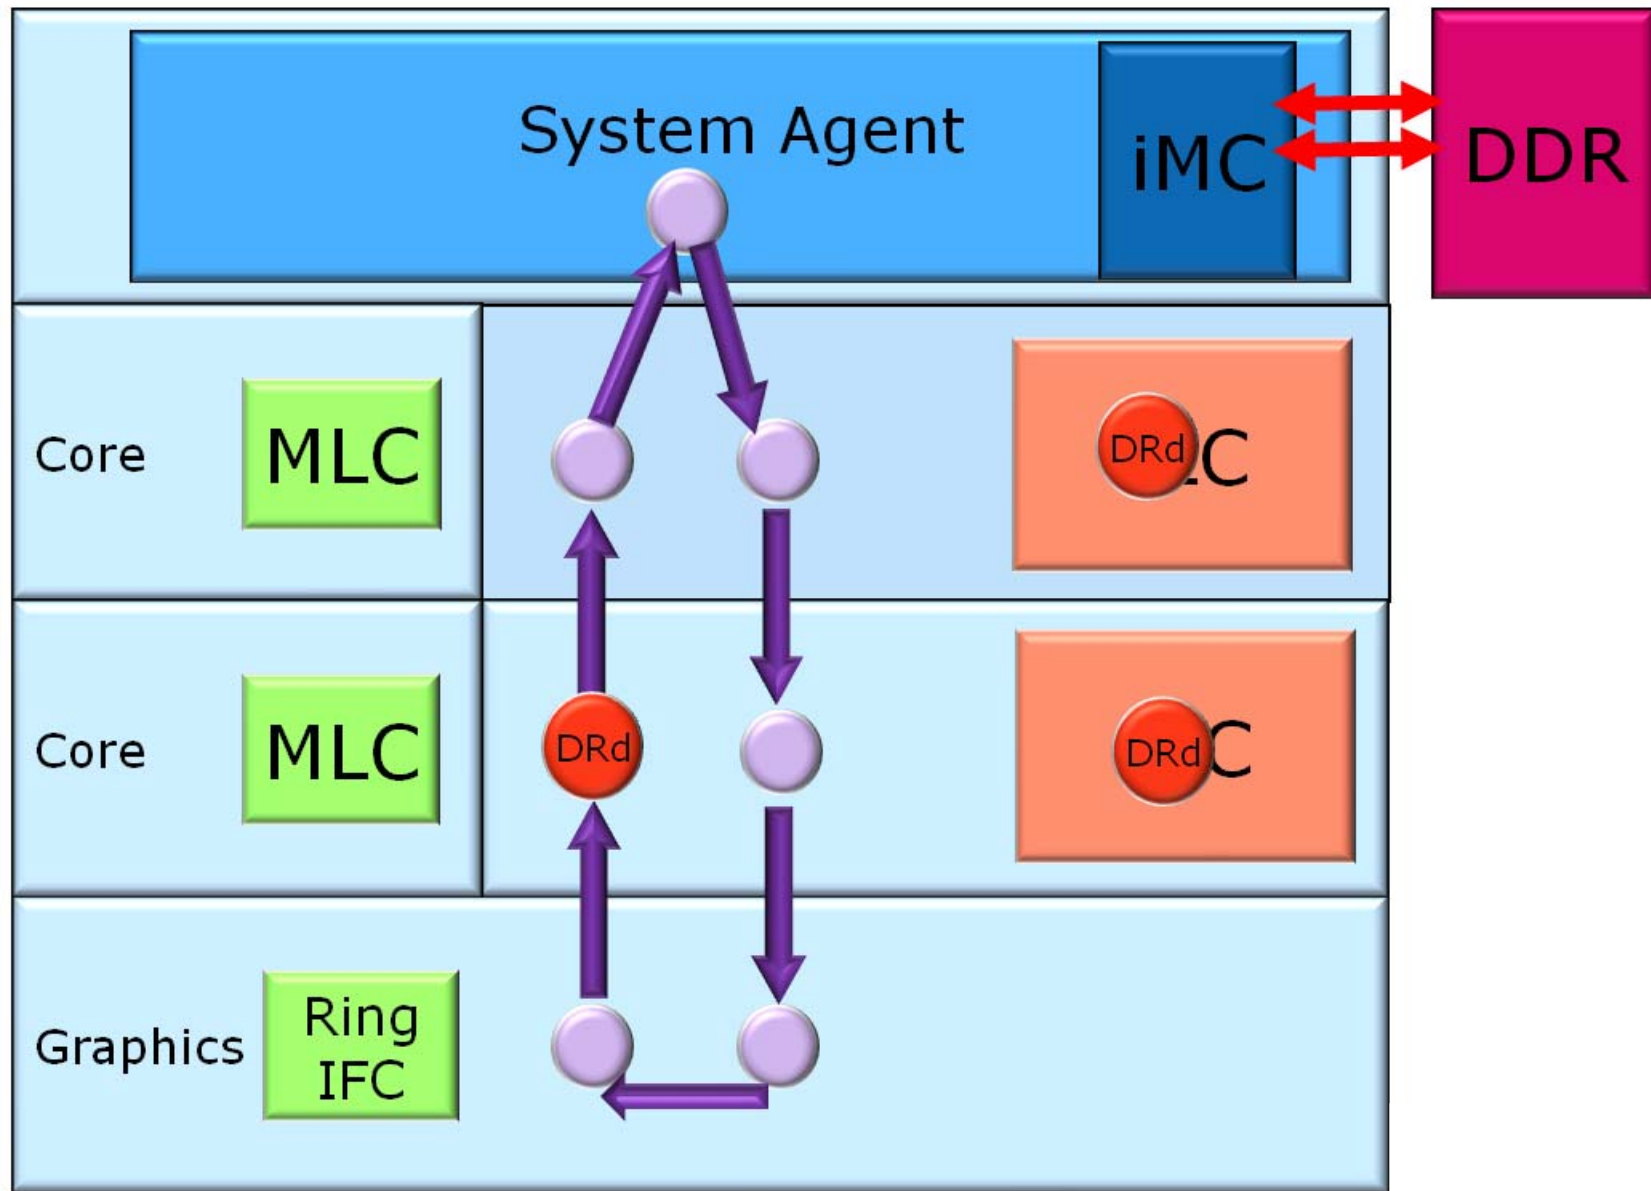 System Agent
iMC
DDR
Core
MLC
DRd
C
Core
MLC
DRd
DRd
C
Graphics
Ring
IFC